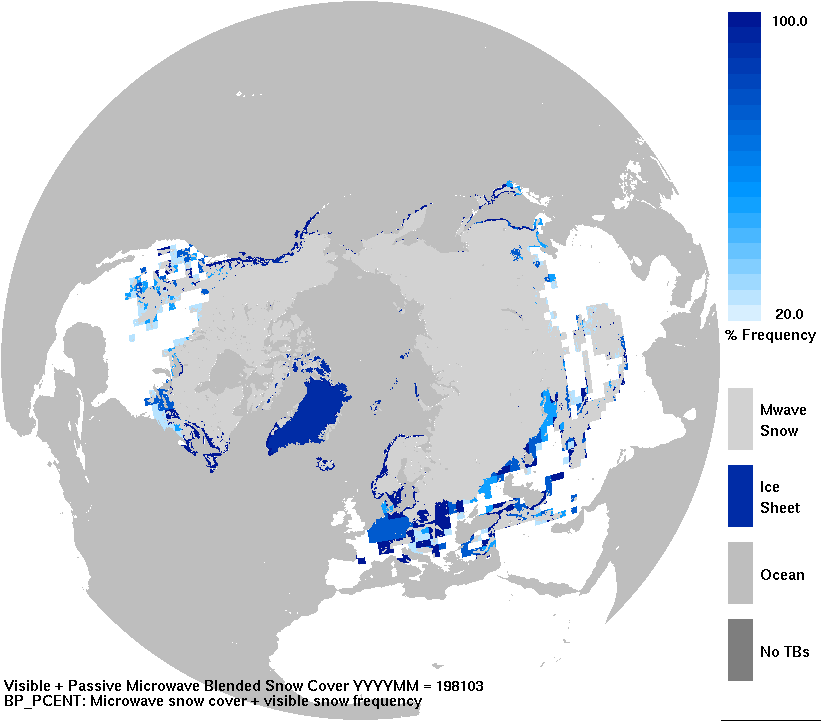 100.0
20.0
% Frequency
Mwave
Snow
Ice
Sheet
Ocean
No TBs
Visible + Passive Microwave Blended Snow Cover YYYYMM = 198103
BP_PCENT: Microwave snow cover + visible snow frequency